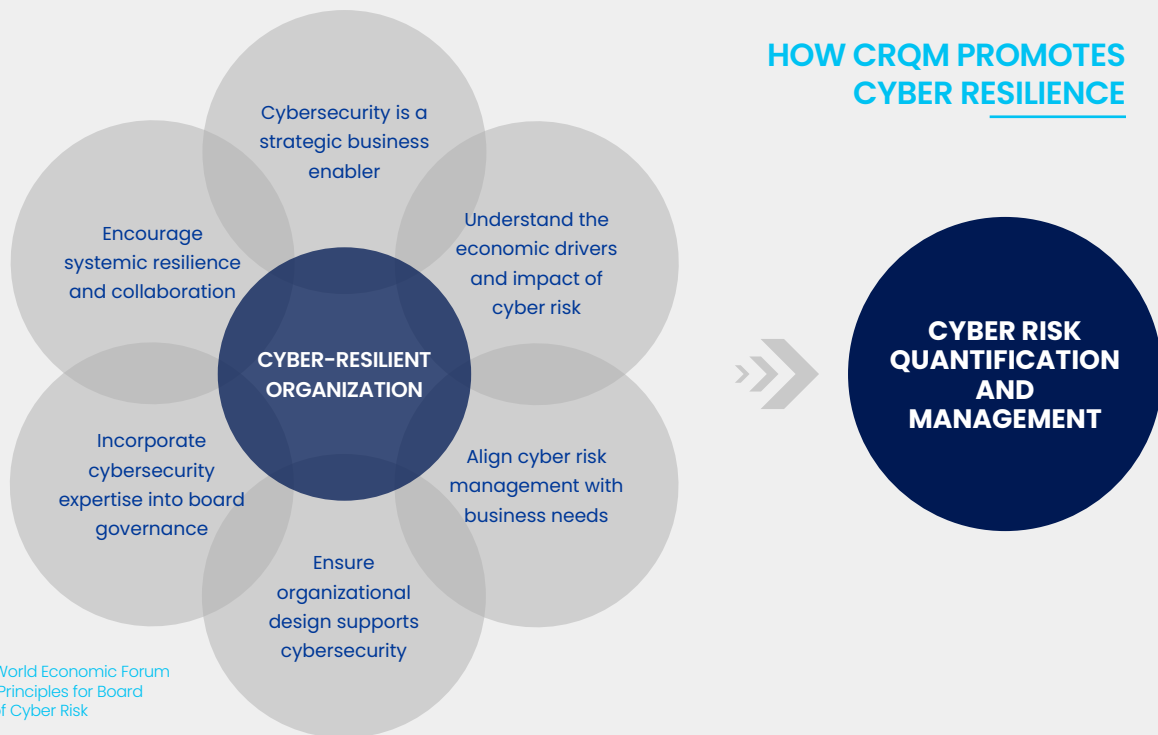 HOW CRQM PROMOTES
CYBER RESILIENCE
Cybersecurity is a
strategic business
enabler
Understand the
economic drivers
and impact of
cyber risk
Encourage
systemic resilience
and collaboration
CYBER-RESILIENT
ORGANIZATION
CYBER RISK
QUANTIFICATION
AND
MANAGEMENT
Incorporate
cybersecurity
expertise into board
governance
Align cyber risk
management with
business needs
Ensure
organizational
design supports
cybersecurity
World Economic Forum
Principles for Board
of Cyber Risk